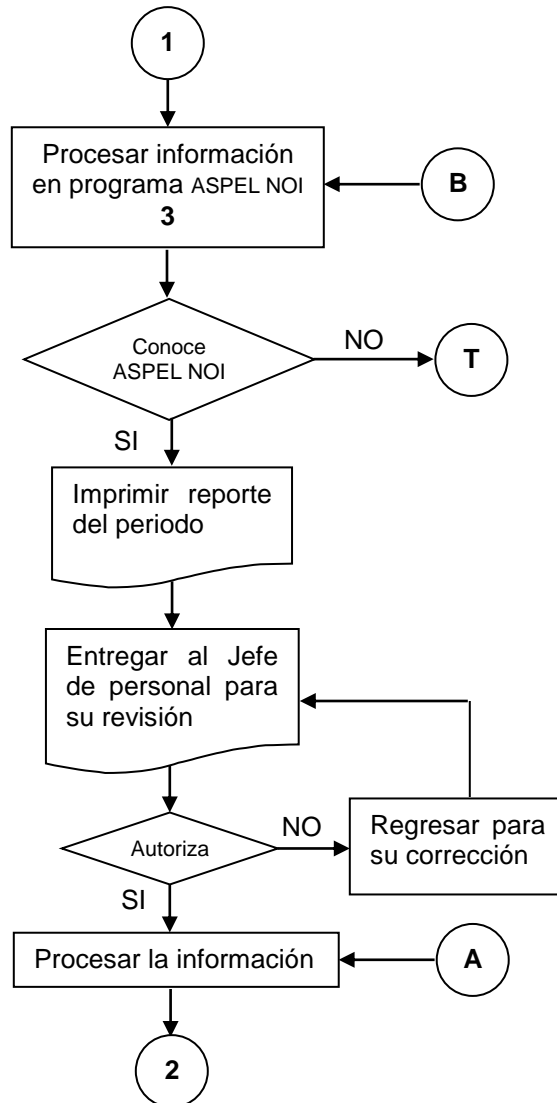 1
Procesar información
en programa ASPEL NOI
3
B
Conoce
ASPEL NOI
NO
T
SI
Imprimir reporte
del periodo
Entregar al Jefe
de personal para
su revisión
Autoriza
NO
Regresar para
su corrección
SI
Procesar la información
A
2